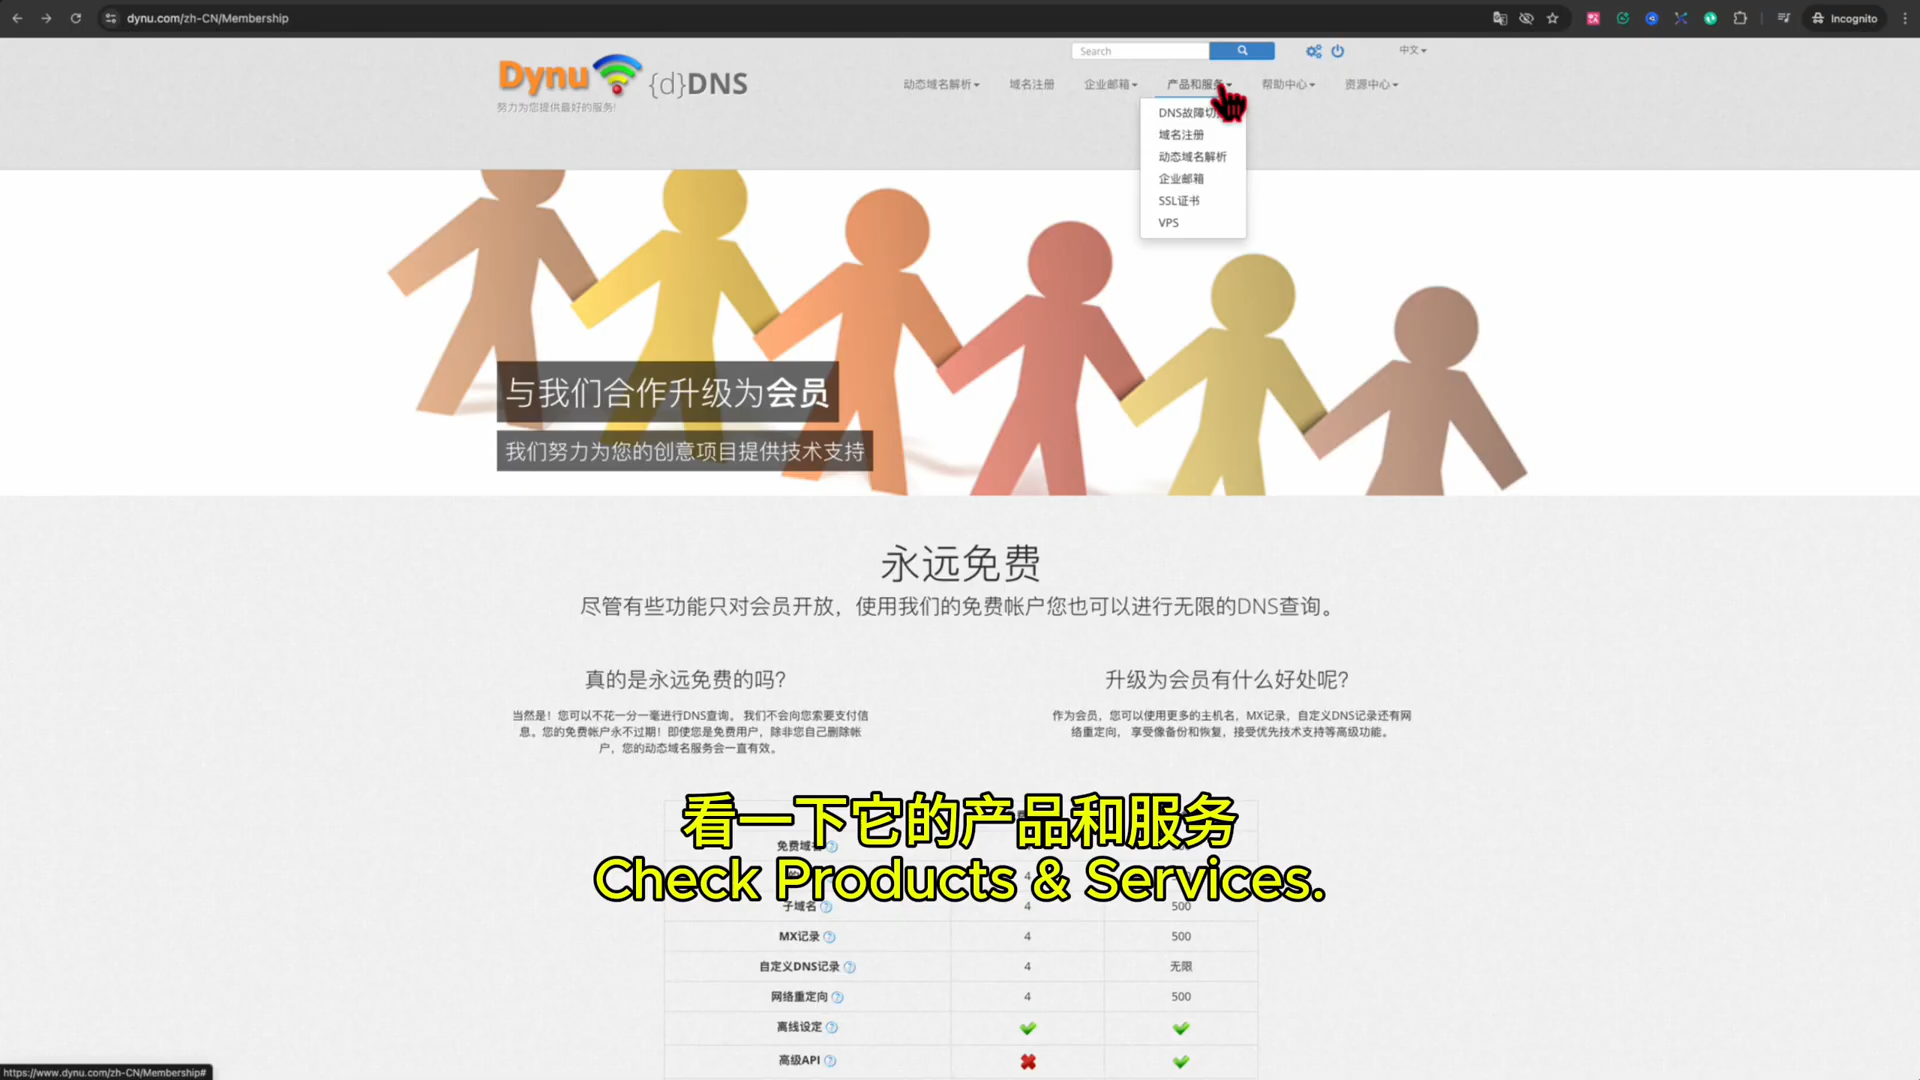 dynu.com/zh-CN/Membership
Incognito
Search
中文
Dynu {d}DNS
努力为您提供最好的服务!
动态域名解析 域名注册 企业邮箱 产品和服务 帮助中心 资源中心
DNS故障切
域名注册
动态域名解析
企业邮箱
SSL证书
VPS
与我们合作升级为会员
我们努力为您的创意项目提供技术支持
永远免费
尽管有些功能只对会员开放，使用我们的免费帐户您也可以进行无限的DNS查询。
真的是永远免费的吗?
当然是！您可以不花一分一毫进行DNS查询。 我们不会向您索要支付信
息。您的免费帐户永不过期！即使您是免费用户，除非您自己删除帐
户，您的动态域名服务会一直有效。
升级为会员有什么好处呢?
作为会员，您可以使用更多的主机名，MX记录，自定义DNS记录还有网
络重定向， 享受像备份和恢复，接受优先技术支持等高级功能。
看一下它的产品和服务
免费域名
Check Products & Services.
子域名 4 500
MX记录 4 500
自定义DNS记录 4 无限
网络重定向 4 500
离线设定
高级API
https://www.dynu.com/zh-CN/Membership#